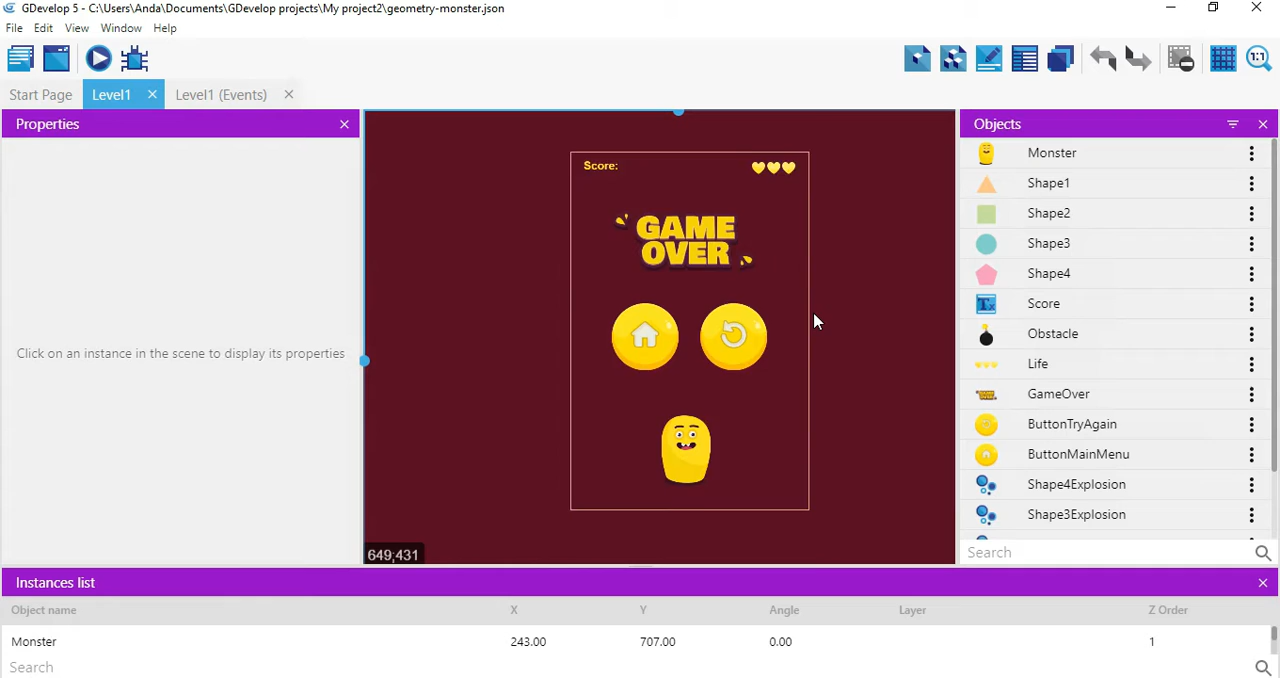 GDevelop 5 - C:\Users\Anda\Documents\GDevelop projects\My project2\geometry-monster.json
File Edit View Window Help
1:1
Start Page Level1 Level1 (Events)
Properties
Click on an instance in the scene to display its properties
Score:
GAME
OVER
649;431
Objects
Monster
Shape1
Shape2
Shape3
Shape4
Tx Score
Obstacle
Life
GameOver
ButtonTryAgain
ButtonMainMenu
Shape4Explosion
Shape3Explosion
Search
Instances list
Object name X Y Angle Layer Z Order
Monster 243.00 707.00 0.00 1
Search